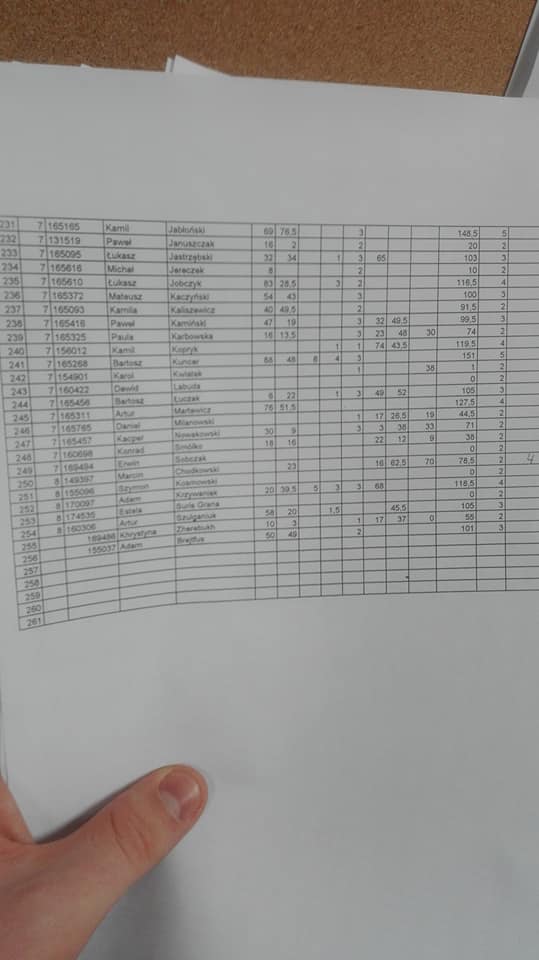 231 7 165165 Kamil Jabłoński 69 76,5 3 148,5 5
232 7 131519 Paweł Januszczak 16 2 2 20 2
233 7 165095 Łukasz Jastrzębski 32 34 1 3 65 103 3
234 7 165616 Michał Jereczek 8 2 10 2
235 7 165610 Łukasz Jobczyk 83 28,5 3 2 116,5 4
236 7 165372 Mateusz Kaczyński 54 43 3 100 3
237 7 165093 Kamila Kaliszewicz 40 49,5 2 91,5 2
238 7 165416 Paweł Kamiński 47 19 3 32 49,5 99,5 3
239 7 165325 Paula Karbowska 16 13,5 3 23 48 30 74 2
240 7 156012 Kamil Kopryk 1 1 74 43,5 119,5 4
241 7 165268 Bartosz Kuncer 88 48 8 4 3 151 5
242 7 154901 Karol Kwiatek 1 38 1 2
243 7 160422 Dawid Labuda 0 2
244 7 165456 Bartosz Łuczak 6 22 1 3 49 52 105 3
245 7 165311 Artur Martewicz 76 51,5 127,5 4
246 7 165765 Daniel Milanowski 1 17 26,5 19 44,5 2
247 7 165457 Kacper Nowakowski 30 9 3 3 38 33 71 2
248 7 160698 Konrad Smólko 18 16 22 12 9 38 2
249 7 169494 Erwin Sobczak 0 2
250 8 149397 Marcin Chodkowski 23 16 62,5 70 78,5 2 4
251 8 155096 Szymon Kosmowski 0 2
252 8 170097 Adam Krzywaniek 20 39,5 5 3 3 68 118,5 4
253 8 174535 Estela Suris Grana 0 2
254 8 160306 Artur Szulganiuk 58 20 1,5 45,5 105 3
255 189488 Khrystyna Zherebukh 10 3 1 17 37 0 55 2
256 155037 Adam Brejtfus 50 49 2 101 3
257
258
259
260
261